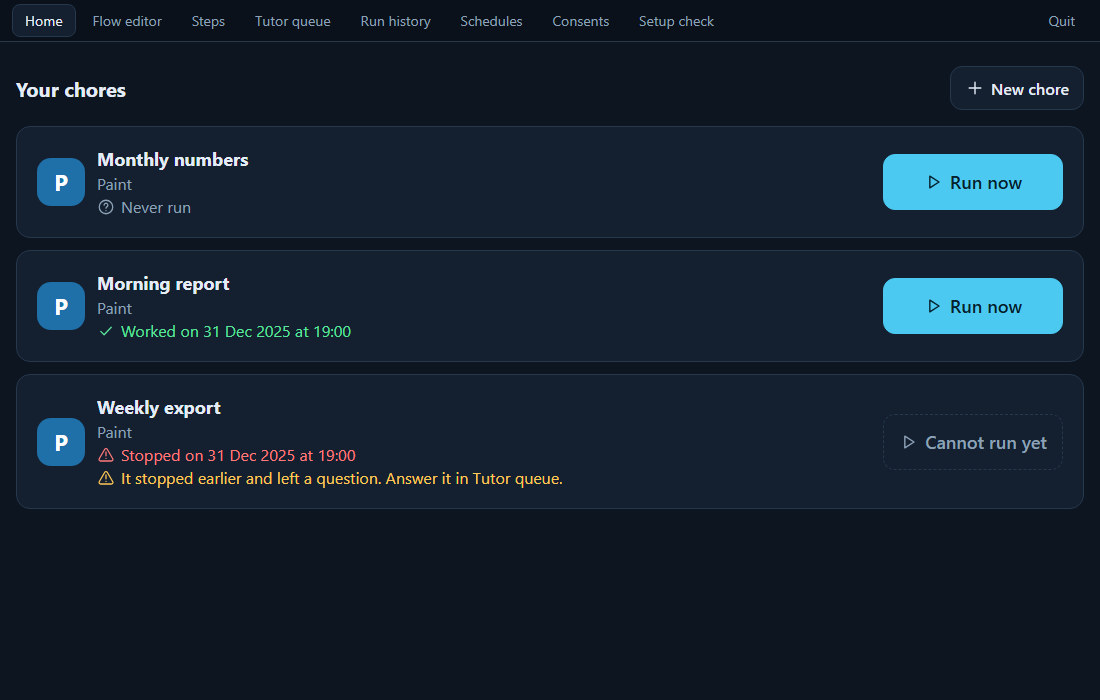 Home Flow editor Steps Tutor queue Run history Schedules Consents Setup check Quit
Your chores
New chore
Monthly numbers
P
Paint
Never run
Run now
Morning report
P
Paint
Worked on 31 Dec 2025 at 19:00
Run now
Weekly export
P
Paint
Stopped on 31 Dec 2025 at 19:00
It stopped earlier and left a question. Answer it in Tutor queue.
Cannot run yet